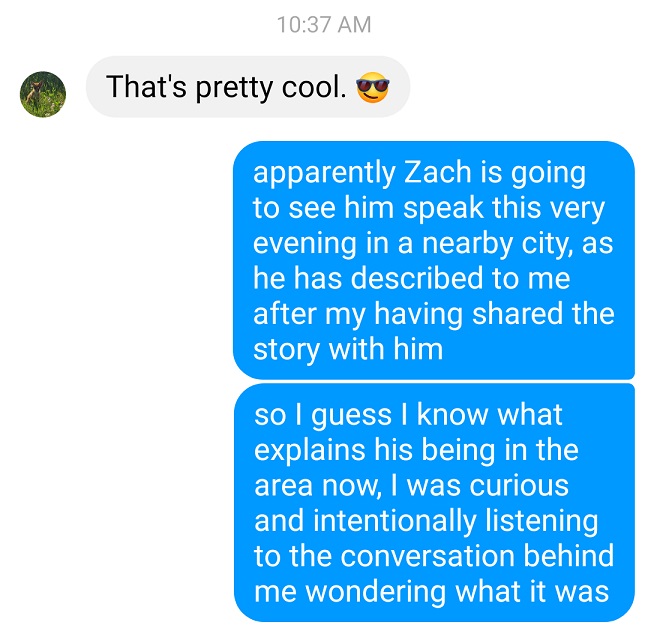 10:37 AM
That's pretty cool. 😎
apparently Zach is going
to see him speak this very
evening in a nearby city, as
he has described to me
after my having shared the
story with him
so I guess I know what
explains his being in the
area now, I was curious
and intentionally listening
to the conversation behind
me wondering what it was